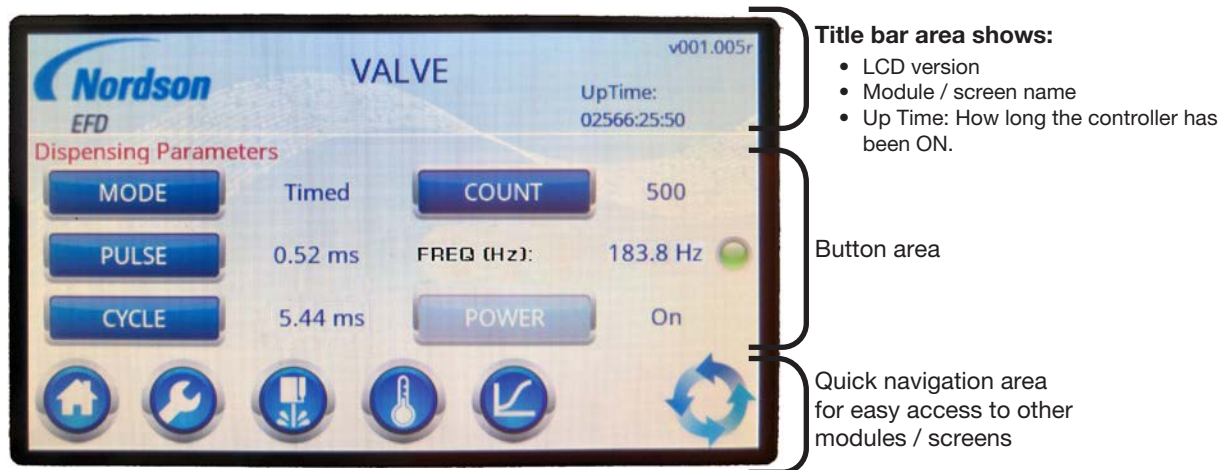 Nordson
EFD
VALVE
v001.005r
UpTime:
02566:25:50
Dispensing Parameters
MODE Timed COUNT 500
PULSE 0.52 ms FREQ (Hz): 183.8 Hz
CYCLE 5.44 ms POWER On
Title bar area shows:
• LCD version
• Module / screen name
• Up Time: How long the controller has
been ON.
Button area
Quick navigation area
for easy access to other
modules / screens